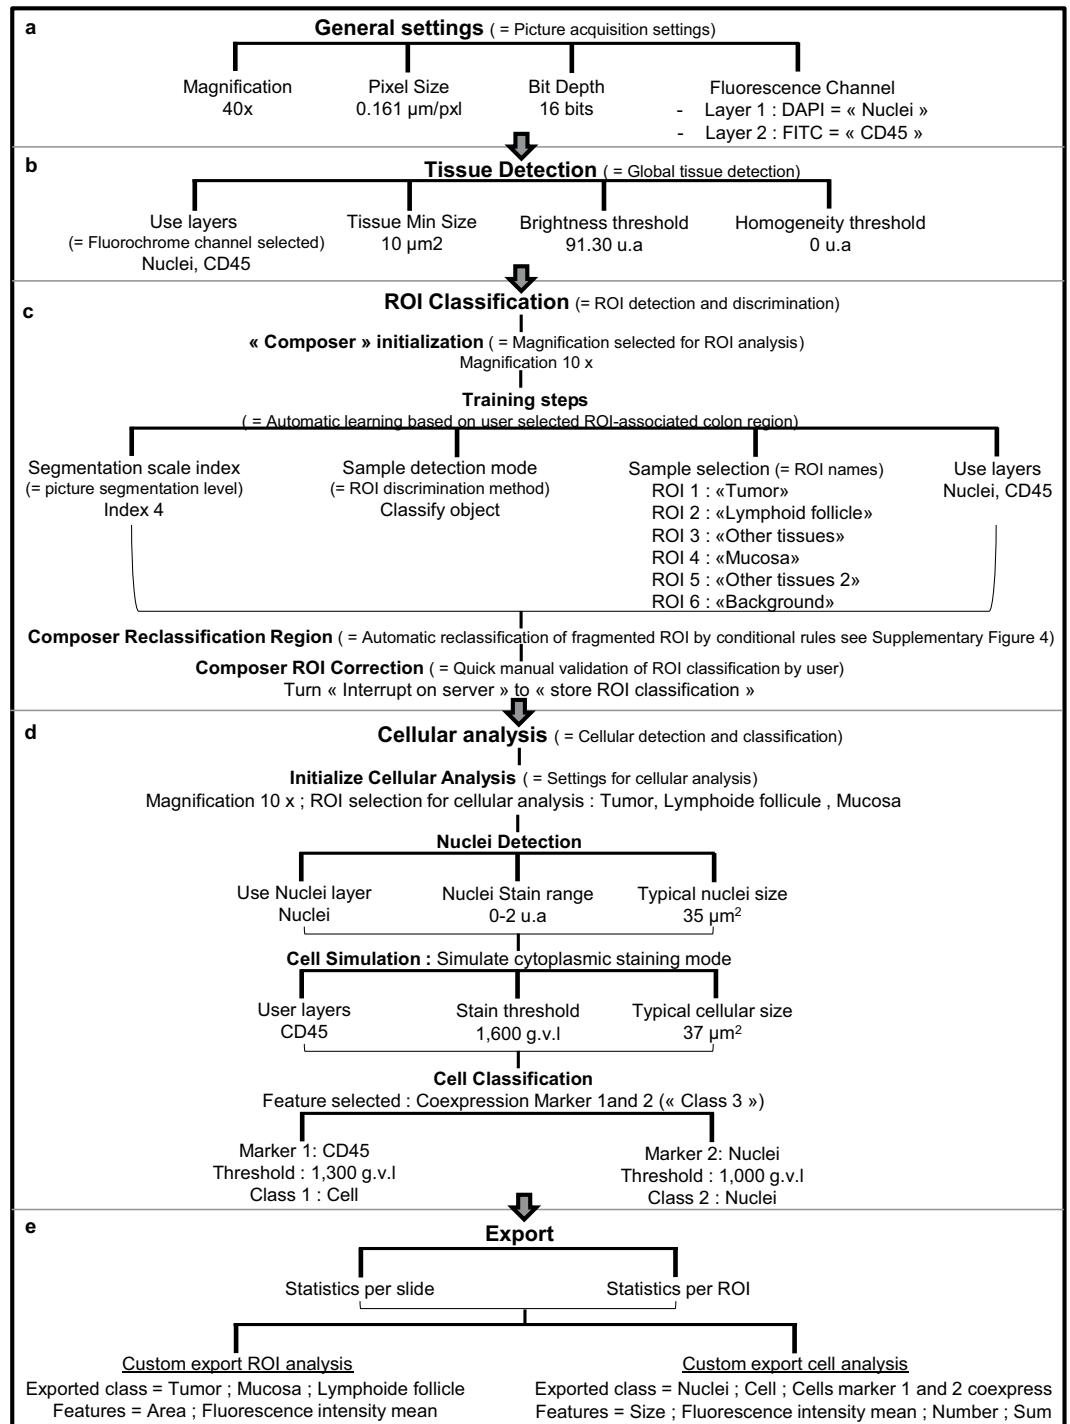 a
General settings ( = Picture acquisition settings)
Magnification
40x
Pixel Size
0.161 µm/pxl
Bit Depth
16 bits
Fluorescence Channel
- Layer 1 : DAPI = « Nuclei »
- Layer 2 : FITC = « CD45 »
b
Tissue Detection ( = Global tissue detection)
Use layers
(= Fluorochrome channel selected)
Nuclei, CD45
Tissue Min Size
10 µm2
Brightness threshold
91.30 u.a
Homogeneity threshold
0 u.a
c
ROI Classification (= ROI detection and discrimination)
« Composer » initialization ( = Magnification selected for ROI analysis)
Magnification 10 x
Training steps
( = Automatic learning based on user selected ROI-associated colon region)
Segmentation scale index
(= picture segmentation level)
Index 4
Sample detection mode
(= ROI discrimination method)
Classify object
Sample selection (= ROI names)
ROI 1 : «Tumor»
ROI 2 : «Lymphoid follicle»
ROI 3 : «Other tissues»
ROI 4 : «Mucosa»
ROI 5 : «Other tissues 2»
ROI 6 : «Background»
Use layers
Nuclei, CD45
Composer Reclassification Region ( = Automatic reclassification of fragmented ROI by conditional rules see Supplementary Figure 4)
Composer ROI Correction (= Quick manual validation of ROI classification by user)
Turn « Interrupt on server » to « store ROI classification »
d
Cellular analysis ( = Cellular detection and classification)
Initialize Cellular Analysis ( = Settings for cellular analysis)
Magnification 10 x ; ROI selection for cellular analysis : Tumor, Lymphoide follicule , Mucosa
Nuclei Detection
Use Nuclei layer
Nuclei
Nuclei Stain range
0-2 u.a
Typical nuclei size
35 µm²
Cell Simulation : Simulate cytoplasmic staining mode
User layers
CD45
Stain threshold
1,600 g.v.l
Typical cellular size
37 µm²
Cell Classification
Feature selected : Coexpression Marker 1and 2 (« Class 3 »)
Marker 1: CD45
Threshold : 1,300 g.v.l
Class 1 : Cell
Marker 2: Nuclei
Threshold : 1,000 g.v.l
Class 2 : Nuclei
e
Export
Statistics per slide
Statistics per ROI
Custom export ROI analysis
Exported class = Tumor ; Mucosa ; Lymphoide follicle
Features = Area ; Fluorescence intensity mean
Custom export cell analysis
Exported class = Nuclei ; Cell ; Cells marker 1 and 2 coexpress
Features = Size ; Fluorescence intensity mean ; Number ; Sum